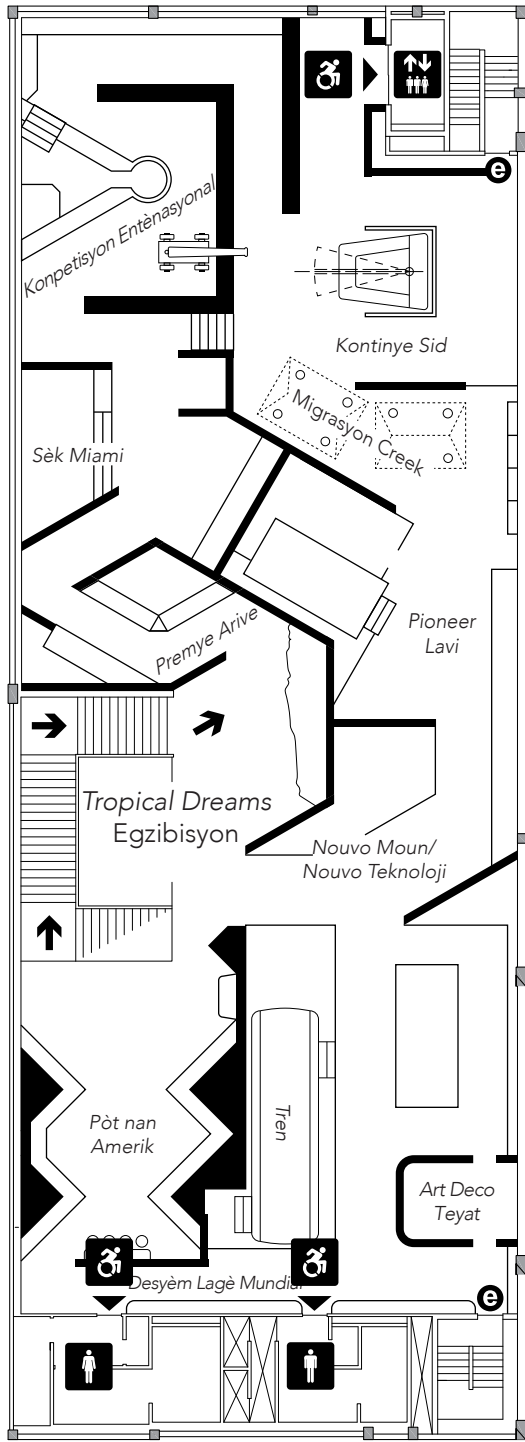 e
Konpetisyon Entènasyonal
Kontinye Sid
Migrasyon Creek
Sèk Miami
Premye Arive
Pioneer
Lavi
Tropical Dreams
Egzibisyon
Nouvo Moun/
Nouvo Teknoloji
Pòt nan
Amerik
Tren
Art Deco
Teyat
Desyèm Lagè Mundial
e